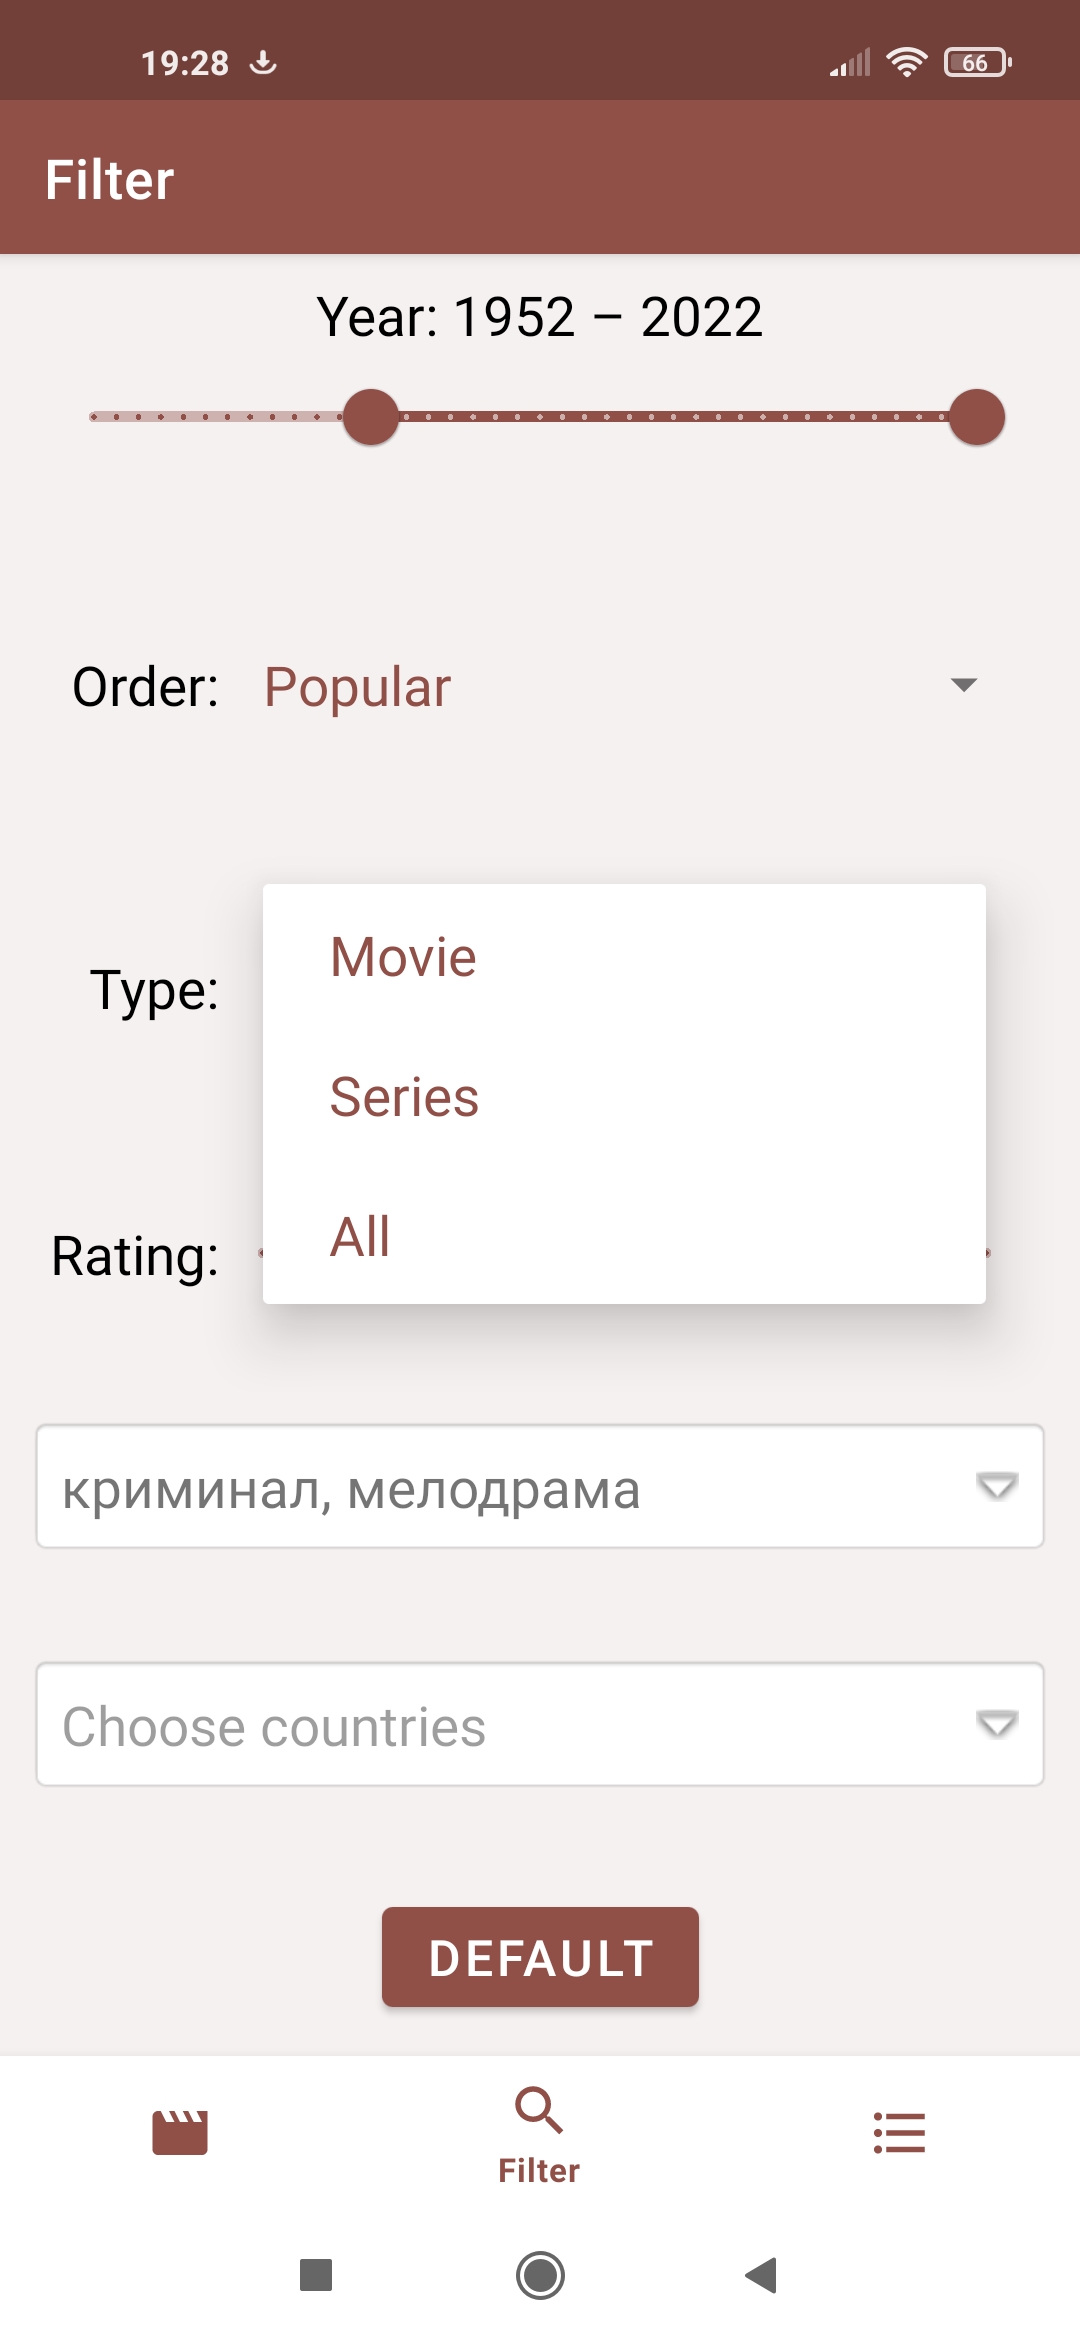 19:28
66
Filter
Year: 1952 – 2022
Order: Popular
Movie
Type:
Series
All
Rating:
криминал, мелодрама
Choose countries
DEFAULT
Filter